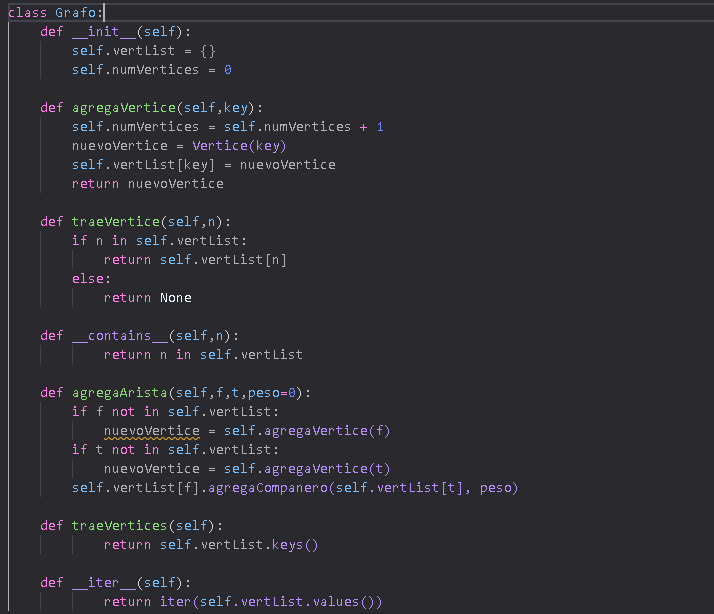 class Grafo:
    def __init__(self):
        self.vertList = {}
        self.numVertices = 0

    def agregaVertice(self,key):
        self.numVertices = self.numVertices + 1
        nuevoVertice = Vertice(key)
        self.vertList[key] = nuevoVertice
        return nuevoVertice

    def traeVertice(self,n):
        if n in self.vertList:
            return self.vertList[n]
        else:
            return None

    def __contains__(self,n):
            return n in self.vertList

    def agregaArista(self,f,t,peso=0):
        if f not in self.vertList:
            nuevoVertice = self.agregaVertice(f)
        if t not in self.vertList:
            nuevoVertice = self.agregaVertice(t)
        self.vertList[f].agregaCompanero(self.vertList[t], peso)

    def traeVertices(self):
            return self.vertList.keys()

    def __iter__(self):
            return iter(self.vertList.values())